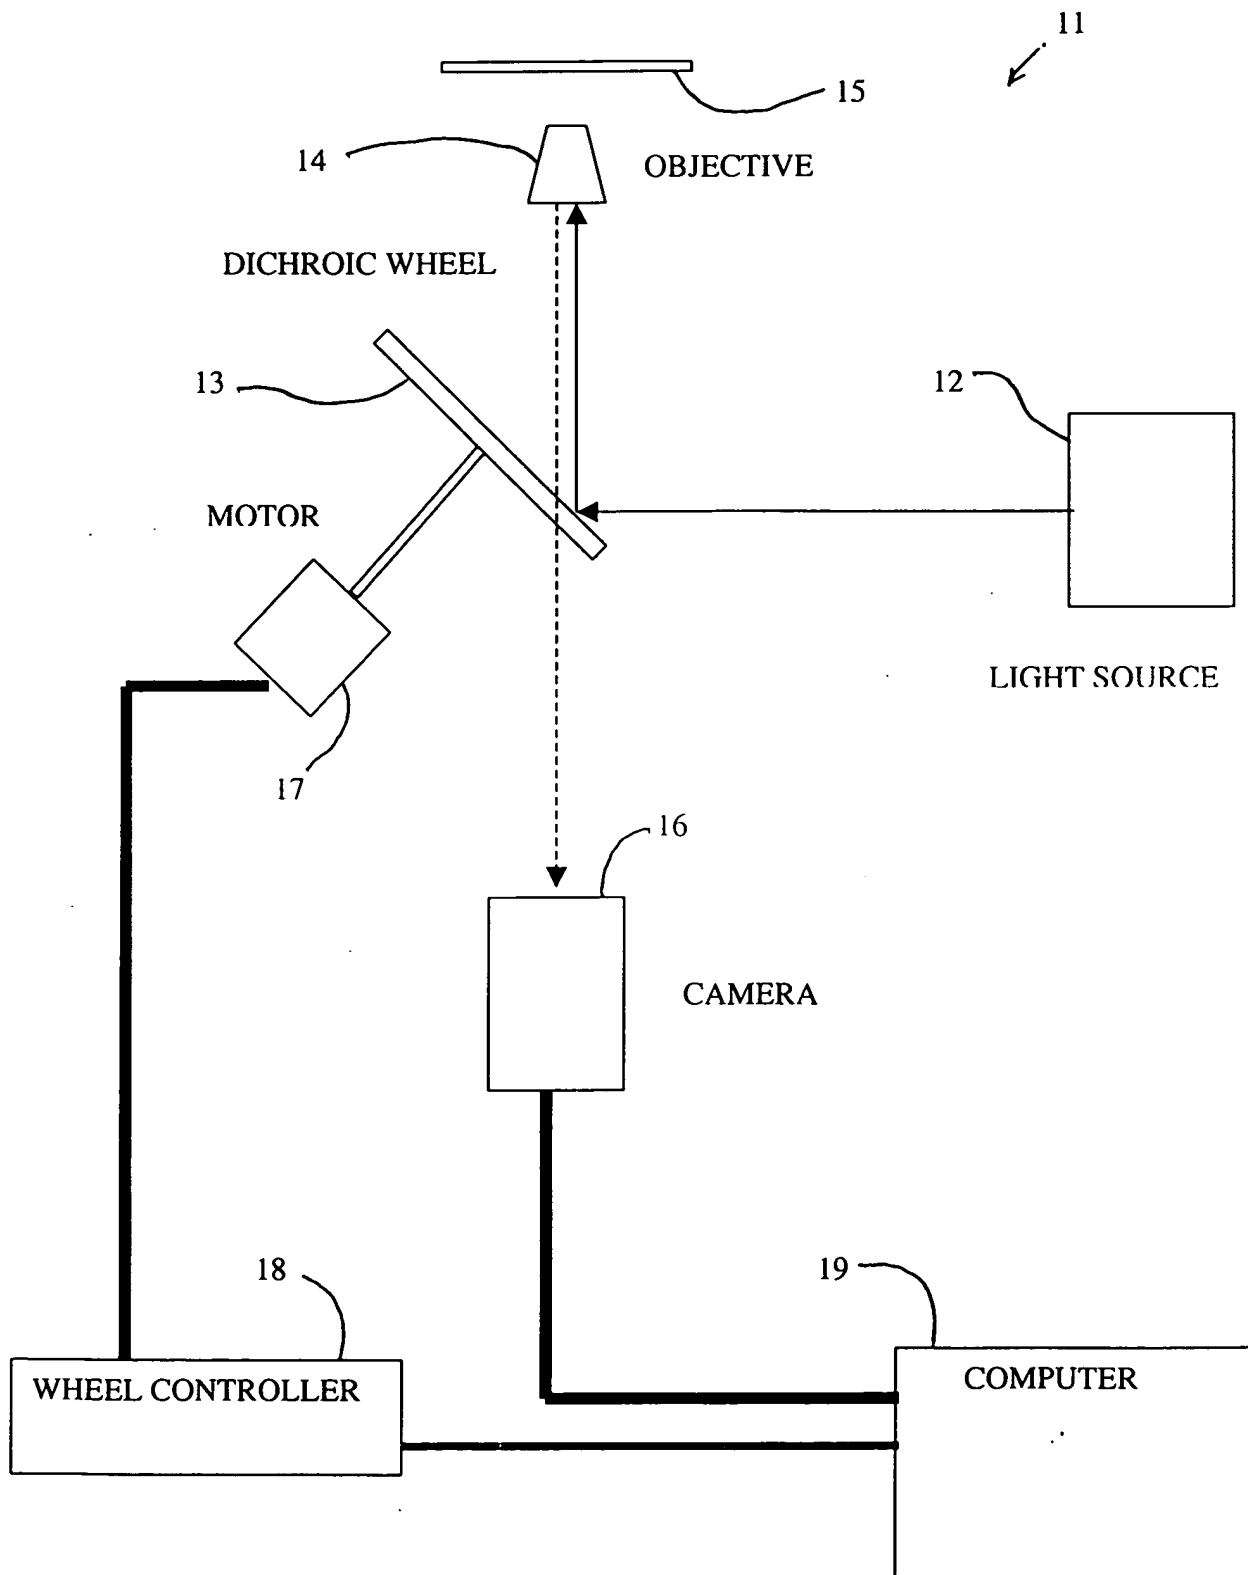 11
15
14
OBJECTIVE
DICHROIC WHEEL
13
12
MOTOR
LIGHT SOURCE
17
16
CAMERA
18
19
WHEEL CONTROLLER
COMPUTER